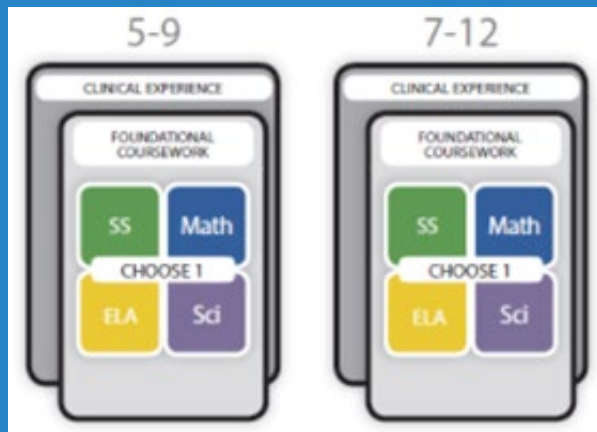 5-9
CLINICAL EXPERIENCE
FOUNDATIONAL
COURSEWORK
SS Math
CHOOSE 1
ELA Sci
7-12
CLINICAL EXPERIENCE
FOUNDATIONAL
COURSEWORK
SS Math
CHOOSE 1
ELA Sci